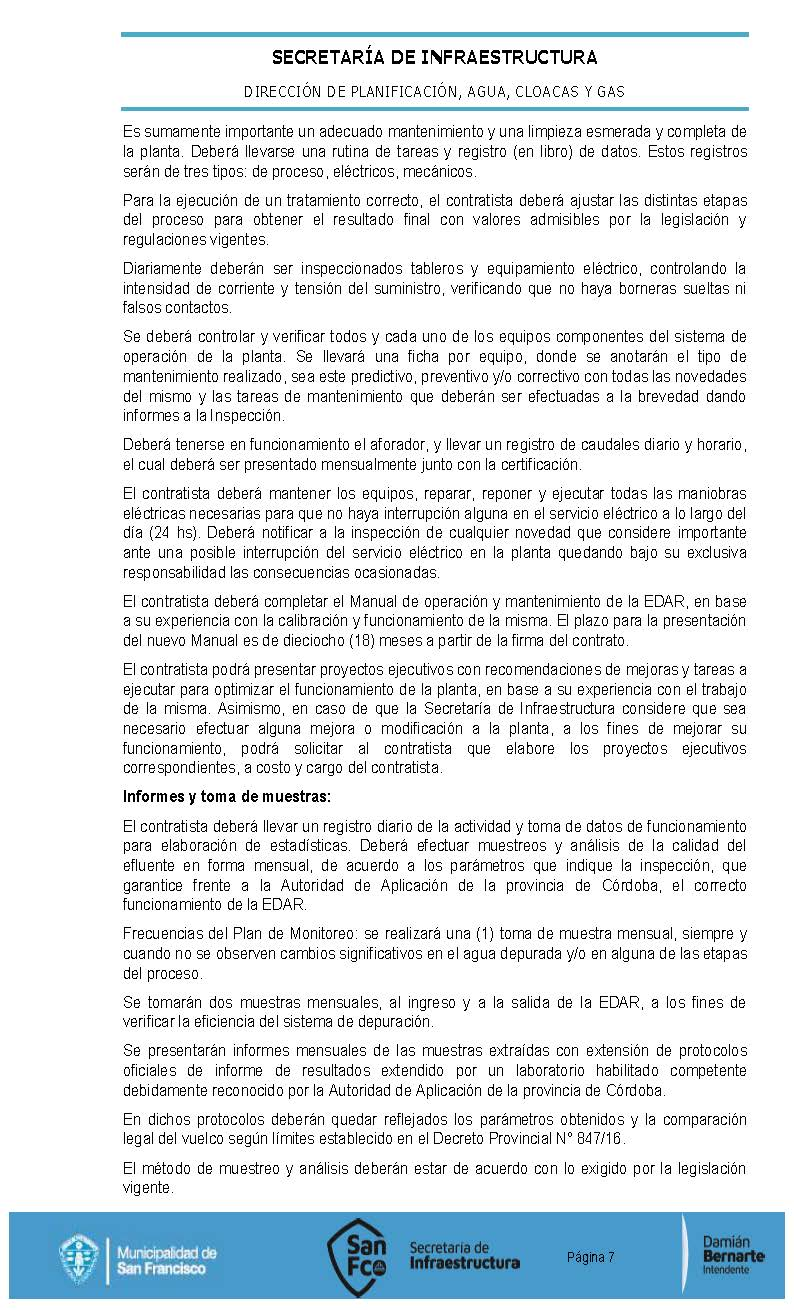 SECRETARÍA DE INFRAESTRUCTURA
DIRECCIÓN DE PLANIFICACIÓN, AGUA, CLOACAS Y GAS
Es sumamente importante un adecuado mantenimiento y una limpieza esmerada y completa de
la planta. Deberá llevarse una rutina de tareas y registro (en libro) de datos. Estos registros
serán de tres tipos: de proceso, eléctricos, mecánicos.
Para la ejecución de un tratamiento correcto, el contratista deberá ajustar las distintas etapas
del proceso para obtener el resultado final con valores admisibles por la legislación y
regulaciones vigentes.
Diariamente deberán ser inspeccionados tableros y equipamiento eléctrico, controlando la
intensidad de corriente y tensión del suministro, verificando que no haya borneras sueltas ni
falsos contactos.
Se deberá controlar y verificar todos y cada uno de los equipos componentes del sistema de
operación de la planta. Se llevará una ficha por equipo, donde se anotarán el tipo de
mantenimiento realizado, sea este predictivo, preventivo y/o correctivo con todas las novedades
del mismo y las tareas de mantenimiento que deberán ser efectuadas a la brevedad dando
informes a la Inspección.
Deberá tenerse en funcionamiento el aforador, y llevar un registro de caudales diario y horario,
el cual deberá ser presentado mensualmente junto con la certificación.
El contratista deberá mantener los equipos, reparar, reponer y ejecutar todas las maniobras
eléctricas necesarias para que no haya interrupción alguna en el servicio eléctrico a lo largo del
día (24 hs). Deberá notificar a la inspección de cualquier novedad que considere importante
ante una posible interrupción del servicio eléctrico en la planta quedando bajo su exclusiva
responsabilidad las consecuencias ocasionadas.
El contratista deberá completar el Manual de operación y mantenimiento de la EDAR, en base
a su experiencia con la calibración y funcionamiento de la misma. El plazo para la presentación
del nuevo Manual es de dieciocho (18) meses a partir de la firma del contrato.
El contratista podrá presentar proyectos ejecutivos con recomendaciones de mejoras y tareas a
ejecutar para optimizar el funcionamiento de la planta, en base a su experiencia con el trabajo
de la misma. Asimismo, en caso de que la Secretaría de Infraestructura considere que sea
necesario efectuar alguna mejora o modificación a la planta, a los fines de mejorar su
funcionamiento, podrá solicitar al contratista que elabore los proyectos ejecutivos
correspondientes, a costo y cargo del contratista.
Informes y toma de muestras:
El contratista deberá llevar un registro diario de la actividad y toma de datos de funcionamiento
para elaboración de estadísticas. Deberá efectuar muestreos y análisis de la calidad del
efluente en forma mensual, de acuerdo a los parámetros que indique la inspección, que
garantice frente a la Autoridad de Aplicación de la provincia de Córdoba, el correcto
funcionamiento de la EDAR.
Frecuencias del Plan de Monitoreo: se realizará una (1) toma de muestra mensual, siempre y
cuando no se observen cambios significativos en el agua depurada y/o en alguna de las etapas
del proceso.
Se tomarán dos muestras mensuales, al ingreso y a la salida de la EDAR, a los fines de
verificar la eficiencia del sistema de depuración.
Se presentarán informes mensuales de las muestras extraídas con extensión de protocolos
oficiales de informe de resultados extendido por un laboratorio habilitado competente
debidamente reconocido por la Autoridad de Aplicación de la provincia de Córdoba.
En dichos protocolos deberán quedar reflejados los parámetros obtenidos y la comparación
legal del vuelco según límites establecido en el Decreto Provincial N° 847/16.
El método de muestreo y análisis deberán estar de acuerdo con lo exigido por la legislación
vigente.
Municipalidad de
San Francisco
San
Fco
Secretaría de
Infraestructura
Página 7
Damián
Bernarte
Intendente